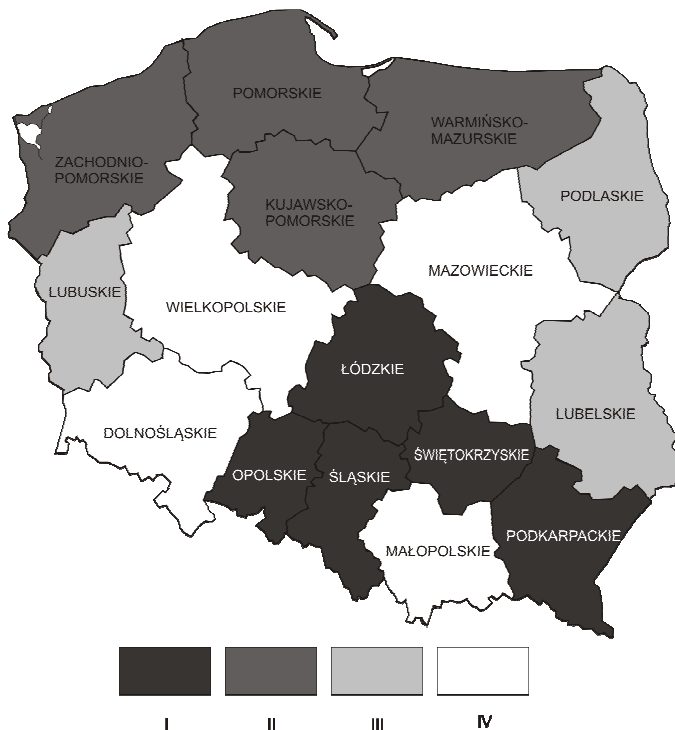 POMORSKIE
WARMIŃSKO-
MAZURSKIE
ZACHODNIO-
POMORSKIE
PODLASKIE
KUJAWSKO-
POMORSKIE
MAZOWIECKIE
LUBUSKIE
WIELKOPOLSKIE
ŁÓDZKIE
LUBELSKIE
DOLNOŚLĄSKIE
ŚWIĘTOKRZYSKIE
OPOLSKIE
ŚLĄSKIE
PODKARPACKIE
MAŁOPOLSKIE
I II III IV